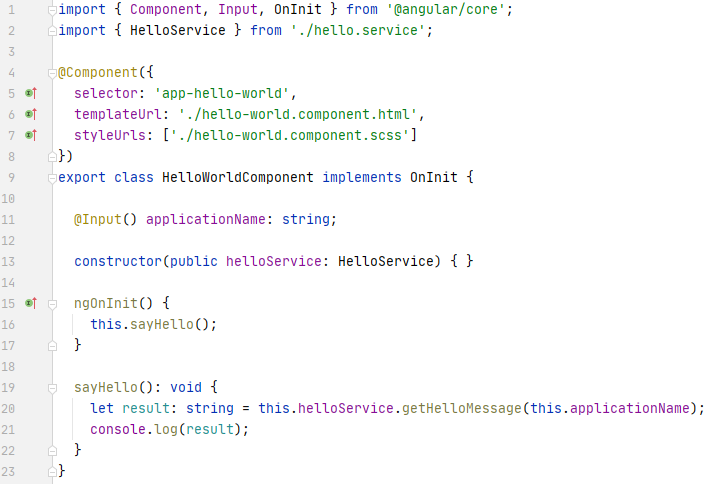 1 import { Component, Input, OnInit } from '@angular/core';
2 import { HelloService } from './hello.service';
3
4 @Component({
5   selector: 'app-hello-world',
6   templateUrl: './hello-world.component.html',
7   styleUrls: ['./hello-world.component.scss']
8 })
9 export class HelloWorldComponent implements OnInit {
10
11   @Input() applicationName: string;
12
13   constructor(public helloService: HelloService) { }
14
15   ngOnInit() {
16     this.sayHello();
17   }
18
19   sayHello(): void {
20     let result: string = this.helloService.getHelloMessage(this.applicationName);
21     console.log(result);
22   }
23 }